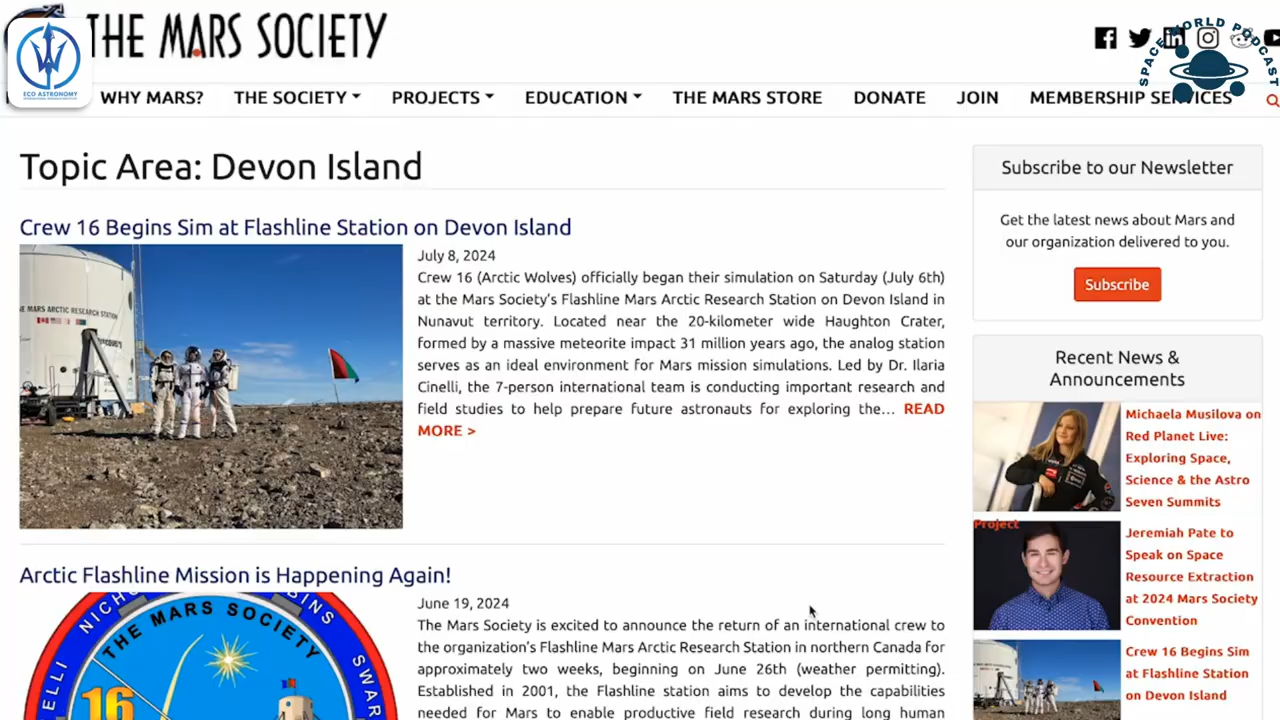 THE MARS SOCIETY
ECO ASTRONOMY
SPACE WORLD PODCAST
WHY MARS?
THE SOCIETY
PROJECTS
EDUCATION
THE MARS STORE
DONATE
JOIN
MEMBERSHIP SERVICES
Topic Area: Devon Island
Crew 16 Begins Sim at Flashline Station on Devon Island
THE MARS ARCTIC RESEARCH STATION
July 8, 2024
Crew 16 (Arctic Wolves) officially began their simulation on Saturday (July 6th)
at the Mars Society's Flashline Mars Arctic Research Station on Devon Island in
Nunavut territory. Located near the 20-kilometer wide Haughton Crater,
formed by a massive meteorite impact 31 million years ago, the analog station
serves as an ideal environment for Mars mission simulations. Led by Dr. Ilaria
Cinelli, the 7-person international team is conducting important research and
field studies to help prepare future astronauts for exploring the... READ
MORE >
Arctic Flashline Mission is Happening Again!
THE MARS SOCIETY
16
June 19, 2024
The Mars Society is excited to announce the return of an international crew to
the organization's Flashline Mars Arctic Research Station in northern Canada for
approximately two weeks, beginning on June 26th (weather permitting).
Established in 2001, the Flashline station aims to develop the capabilities
needed for Mars to enable productive field research during long human
Subscribe to our Newsletter
Get the latest news about Mars and
our organization delivered to you.
Subscribe
Recent News &
Announcements
Michaela Musilova on
Red Planet Live:
Exploring Space,
Science & the Astro
Seven Summits
Project
Jeremiah Pate to
Speak on Space
Resource Extraction
at 2024 Mars Society
Convention
Crew 16 Begins Sim
at Flashline Station
on Devon Island